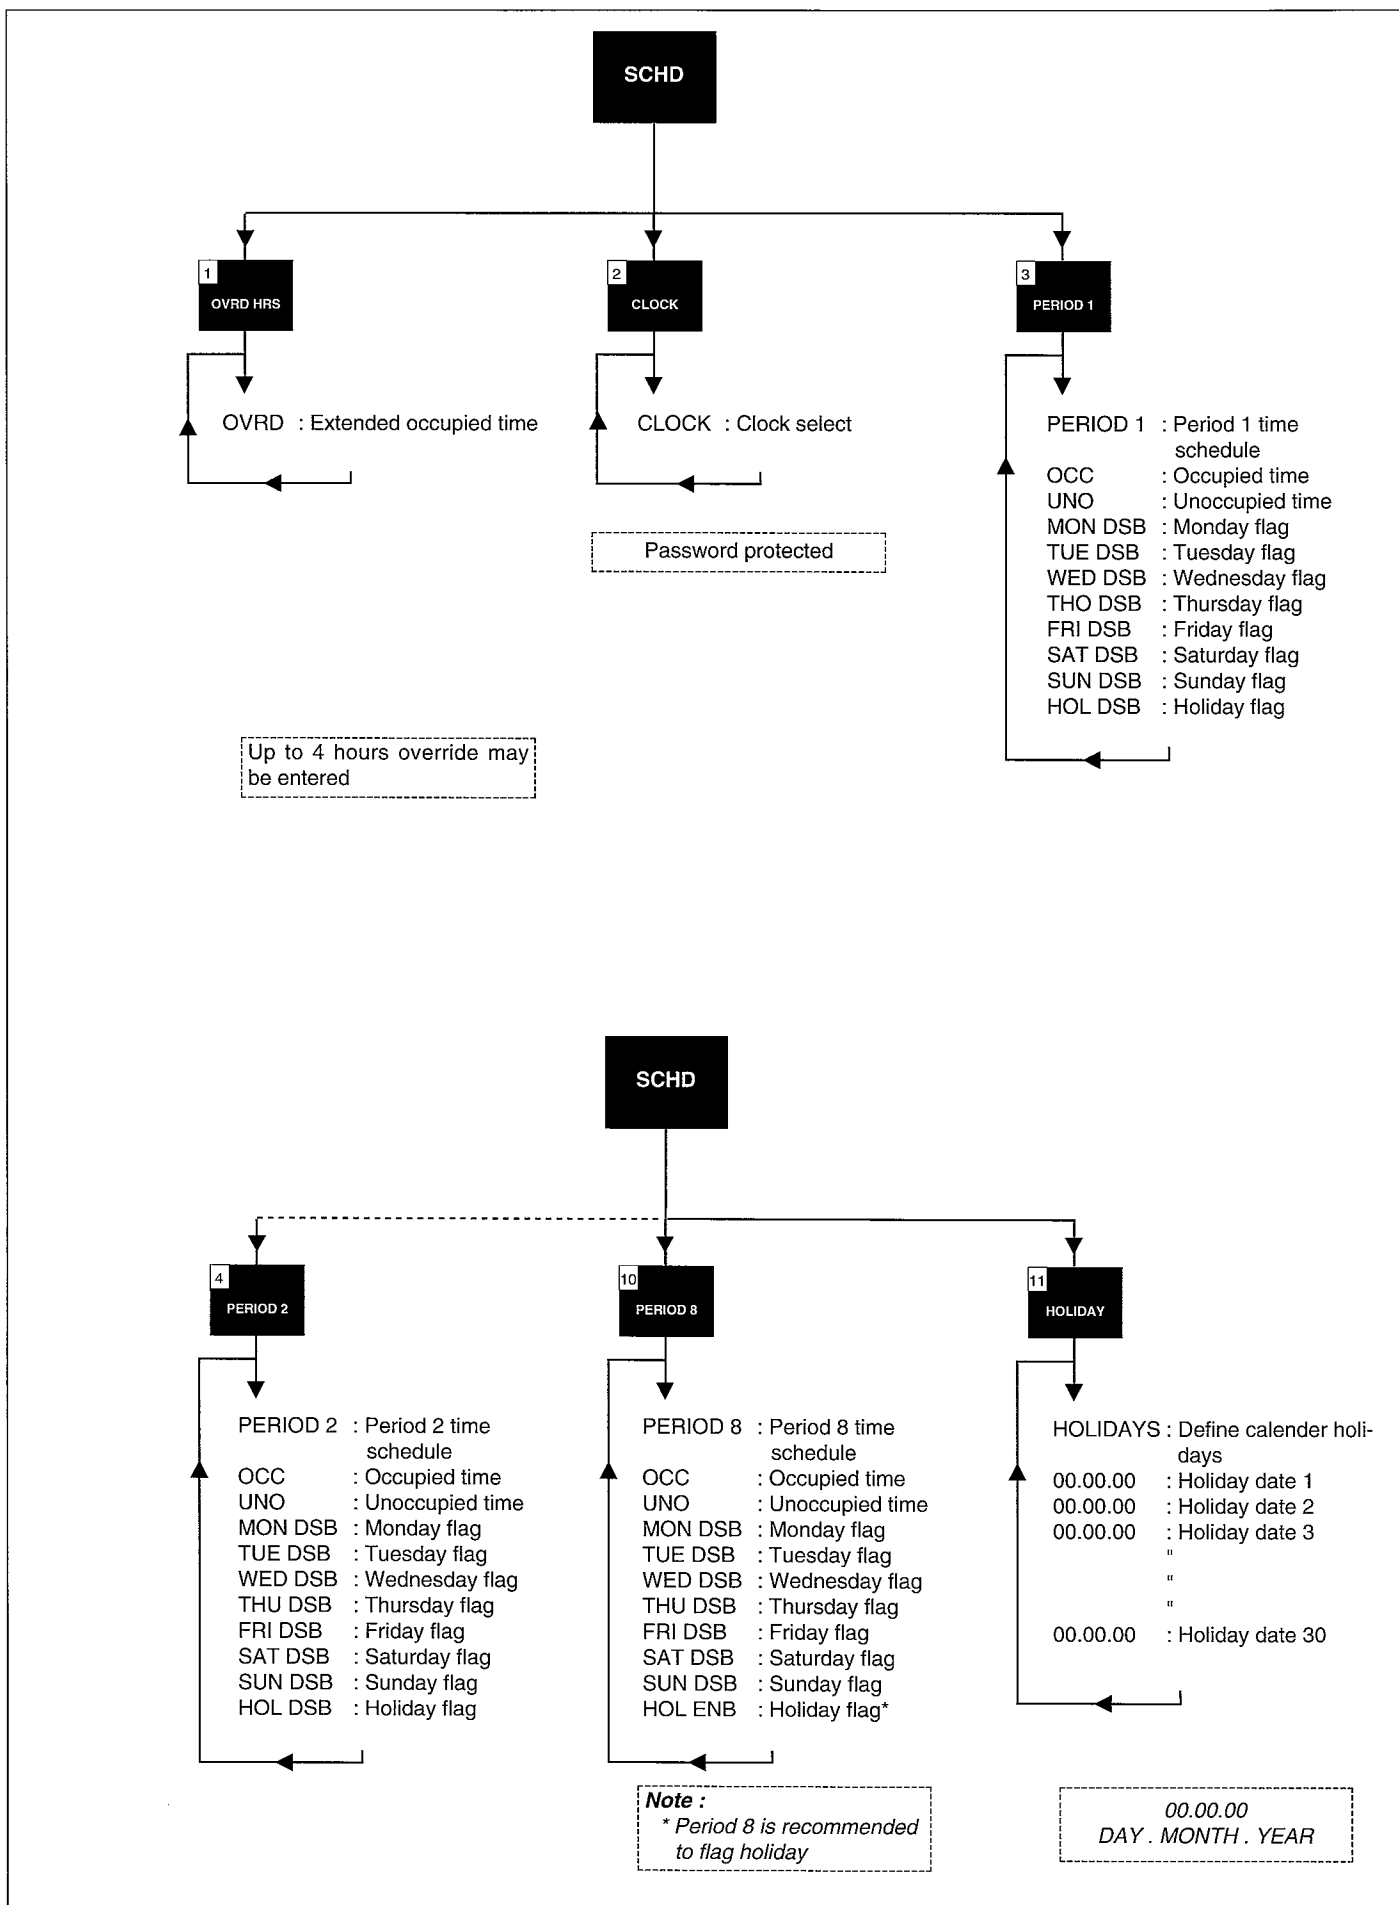 SCHD
1
OVRD HRS
2
CLOCK
3
PERIOD 1
OVRD : Extended occupied time
CLOCK : Clock select
Password protected
Up to 4 hours override may
be entered
PERIOD 1 : Period 1 time
schedule
OCC : Occupied time
UNO : Unoccupied time
MON DSB : Monday flag
TUE DSB : Tuesday flag
WED DSB : Wednesday flag
THO DSB : Thursday flag
FRI DSB : Friday flag
SAT DSB : Saturday flag
SUN DSB : Sunday flag
HOL DSB : Holiday flag
SCHD
4
PERIOD 2
10
PERIOD 8
11
HOLIDAY
PERIOD 2 : Period 2 time
schedule
OCC : Occupied time
UNO : Unoccupied time
MON DSB : Monday flag
TUE DSB : Tuesday flag
WED DSB : Wednesday flag
THU DSB : Thursday flag
FRI DSB : Friday flag
SAT DSB : Saturday flag
SUN DSB : Sunday flag
HOL DSB : Holiday flag
PERIOD 8 : Period 8 time
schedule
OCC : Occupied time
UNO : Unoccupied time
MON DSB : Monday flag
TUE DSB : Tuesday flag
WED DSB : Wednesday flag
THU DSB : Thursday flag
FRI DSB : Friday flag
SAT DSB : Saturday flag
SUN DSB : Sunday flag
HOL ENB : Holiday flag*
Note :
* Period 8 is recommended
to flag holiday
HOLIDAYS : Define calender holi-
days
00.00.00 : Holiday date 1
00.00.00 : Holiday date 2
00.00.00 : Holiday date 3
"
"
"
00.00.00 : Holiday date 30
00.00.00
DAY . MONTH . YEAR